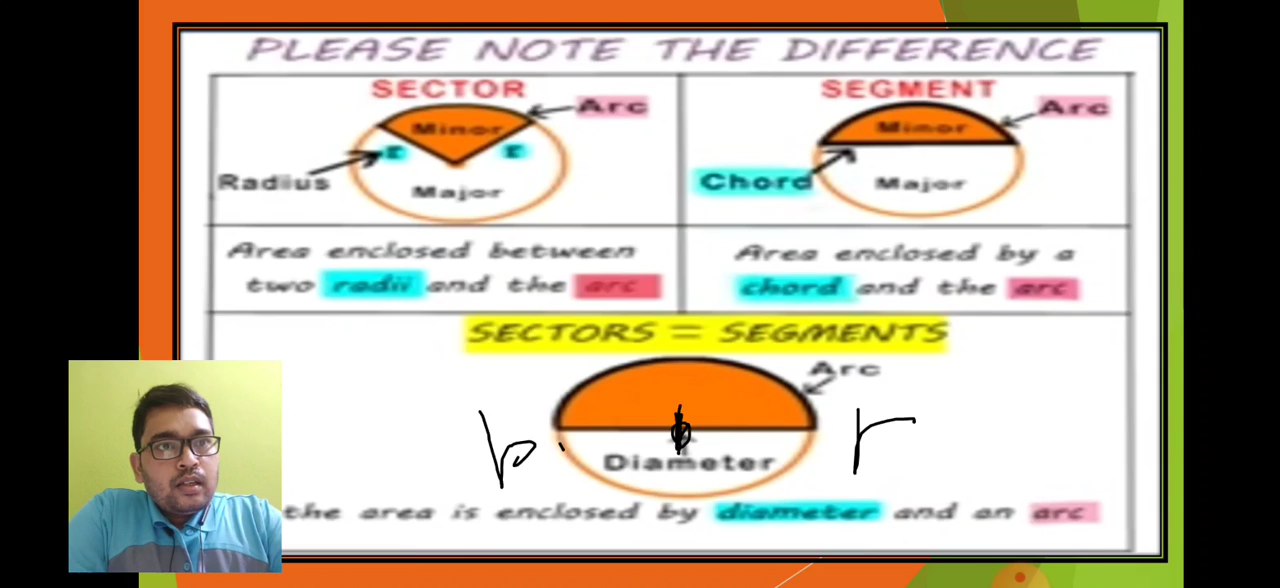 PLEASE NOTE THE DIFFERENCE
SECTOR
Arc
Minor
r r
Radius
Major
Area enclosed between
two radii and the arc
SEGMENT
Arc
Minor
Chord
Major
Area enclosed by a
chord and the arc
SECTORS = SEGMENTS
Arc
r
Diameter
the area is enclosed by diameter and an arc